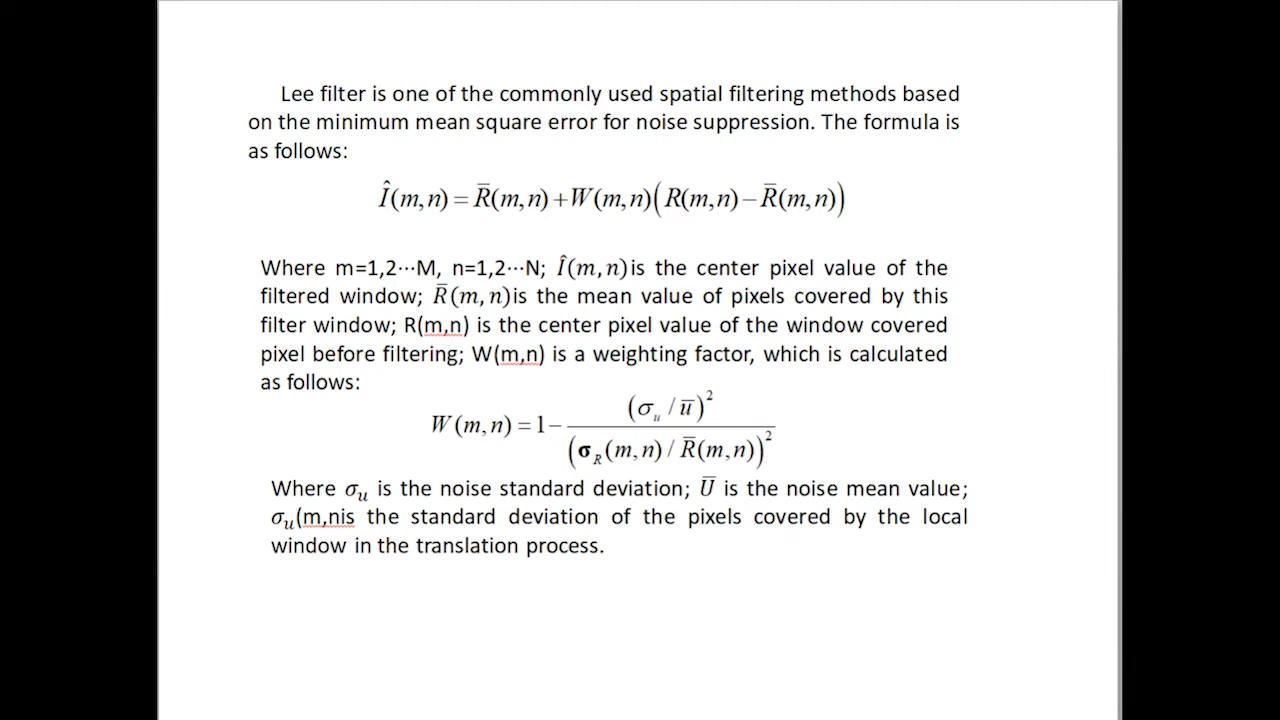 Lee filter is one of the commonly used spatial filtering methods based
on the minimum mean square error for noise suppression. The formula is
as follows:
Î(m,n) = R̅(m,n) + W(m,n)(R(m,n) − R̅(m,n))
Where m=1,2···M, n=1,2···N; Î(m,n)is the center pixel value of the
filtered window; R̅(m,n)is the mean value of pixels covered by this
filter window; R(m,n) is the center pixel value of the window covered
pixel before filtering; W(m,n) is a weighting factor, which is calculated
as follows:
W(m,n) = 1 − (σᵤ / u̅)² / (σ_R(m,n) / R̅(m,n))²
Where σᵤ is the noise standard deviation; U̅ is the noise mean value;
σᵤ(m,nis the standard deviation of the pixels covered by the local
window in the translation process.